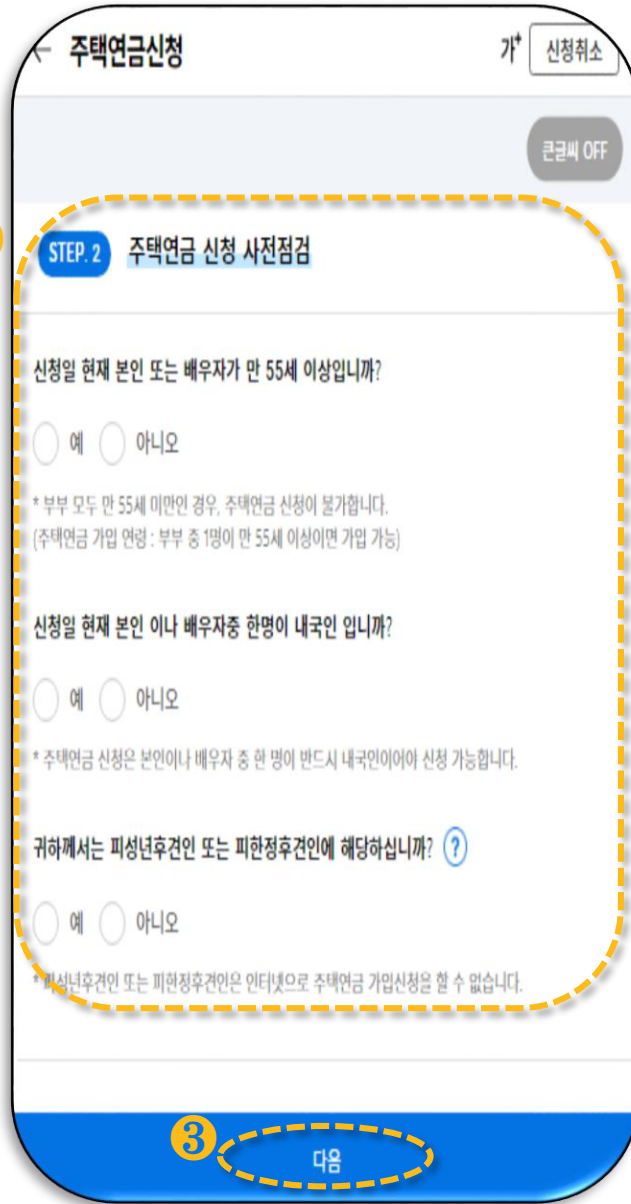 ← 주택연금신청 가+ 신청취소
큰글씨 OFF
STEP. 2 주택연금 신청 사전점검
신청일 현재 본인 또는 배우자가 만 55세 이상입니까?
예 아니오
* 부부 모두 만 55세 미만인 경우, 주택연금 신청이 불가합니다.
(주택연금 가입 연령 : 부부 중 1명이 만 55세 이상이면 가입 가능)
신청일 현재 본인 이나 배우자중 한명이 내국인 입니까?
예 아니오
* 주택연금 신청은 본인이나 배우자 중 한 명이 반드시 내국인이어야 신청 가능합니다.
귀하께서는 피성년후견인 또는 피한정후견인에 해당하십니까? ?
예 아니오
* 피성년후견인 또는 피한정후견인은 인터넷으로 주택연금 가입신청을 할 수 없습니다.
3 다음